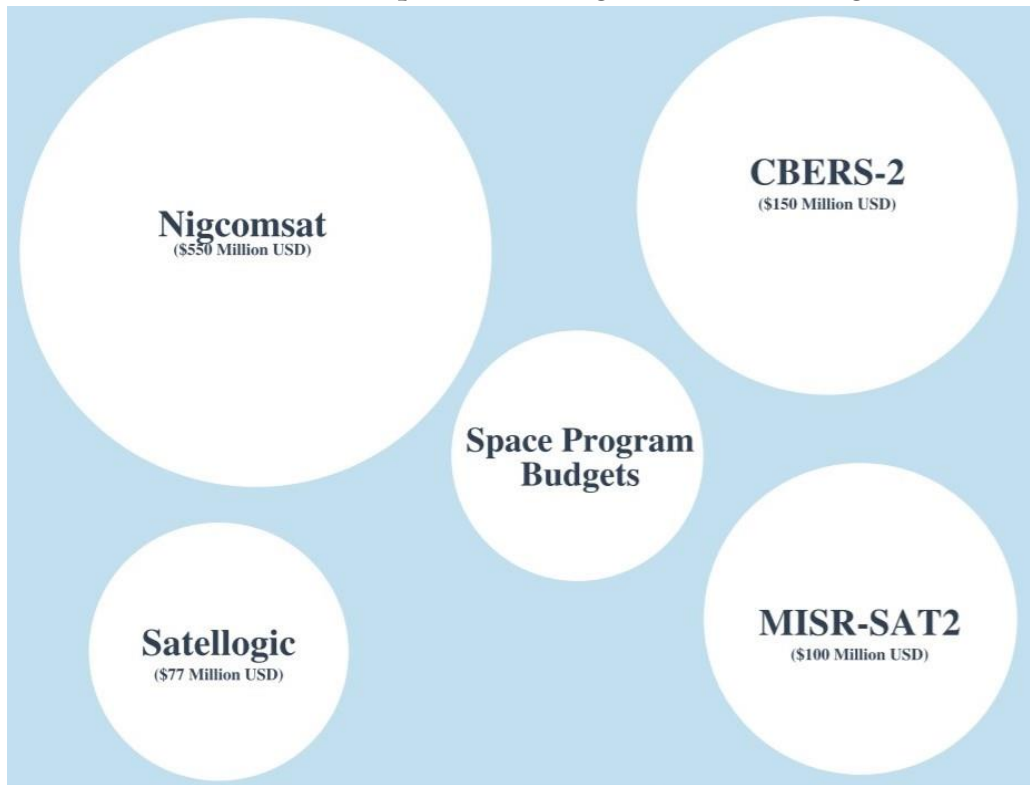 Nigcomsat
($550 Million USD)
CBERS-2
($150 Million USD)
Space Program
Budgets
Satellogic
($77 Million USD)
MISR-SAT2
($100 Million USD)